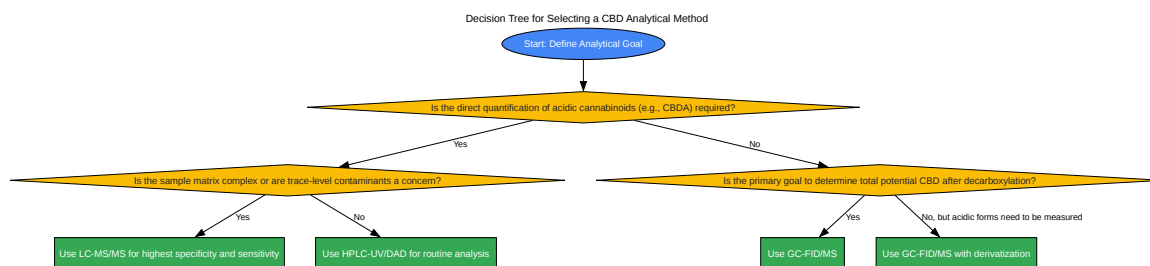 Decision Tree for Selecting a CBD Analytical Method
Start: Define Analytical Goal
Is the direct quantification of acidic cannabinoids (e.g., CBDA) required?
Yes
No
Is the sample matrix complex or are trace-level contaminants a concern?
Is the primary goal to determine total potential CBD after decarboxylation?
Yes
No
Yes
No, but acidic forms need to be measured
Use LC-MS/MS for highest specificity and sensitivity
Use HPLC-UV/DAD for routine analysis
Use GC-FID/MS
Use GC-FID/MS with derivatization